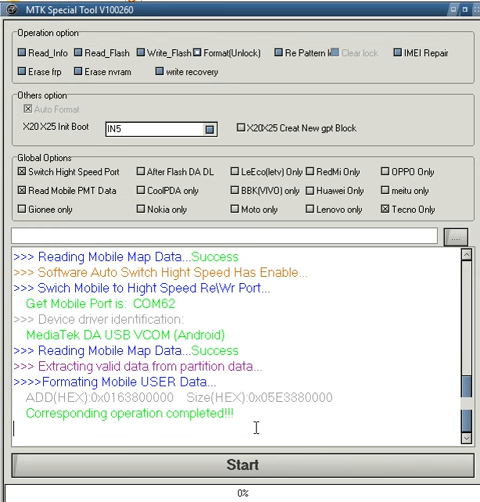 MTK Special Tool V100260
Operation option
Read_Info Read_Flash Write_Flash Format(Unlock) Re Pattern l Clear lock IMEI Repair
Erase frp Erase nvram write recovery
Others option
Auto Format
X20 X25 Init Boot IN5 X20X25 Creat New gpt Block
Global Options
Switch Hight Speed Port After Flash DA DL LeEco(letv) Only RedMi Only OPPO Only
Read Mobile PMT Data CoolPDA only BBK(VIVO) only Huawei Only meitu only
Gionee only Nokia only Moto only Lenovo only Tecno Only
....
>>> Reading Mobile Map Data...Success
>>> Software Auto Switch Hight Speed Has Enable...
>>> Swich Mobile to Hight Speed Re\Wr Port...
Get Mobile Port is: COM62
>>> Device driver identification:
MediaTek DA USB VCOM (Android)
>>> Reading Mobile Map Data...Success
>>> Extracting valid data from partition data...
>>>>Formating Mobile USER Data...
ADD(HEX):0x0163800000 Size(HEX):0x05E3380000
Corresponding operation completed!!!
Start
0%